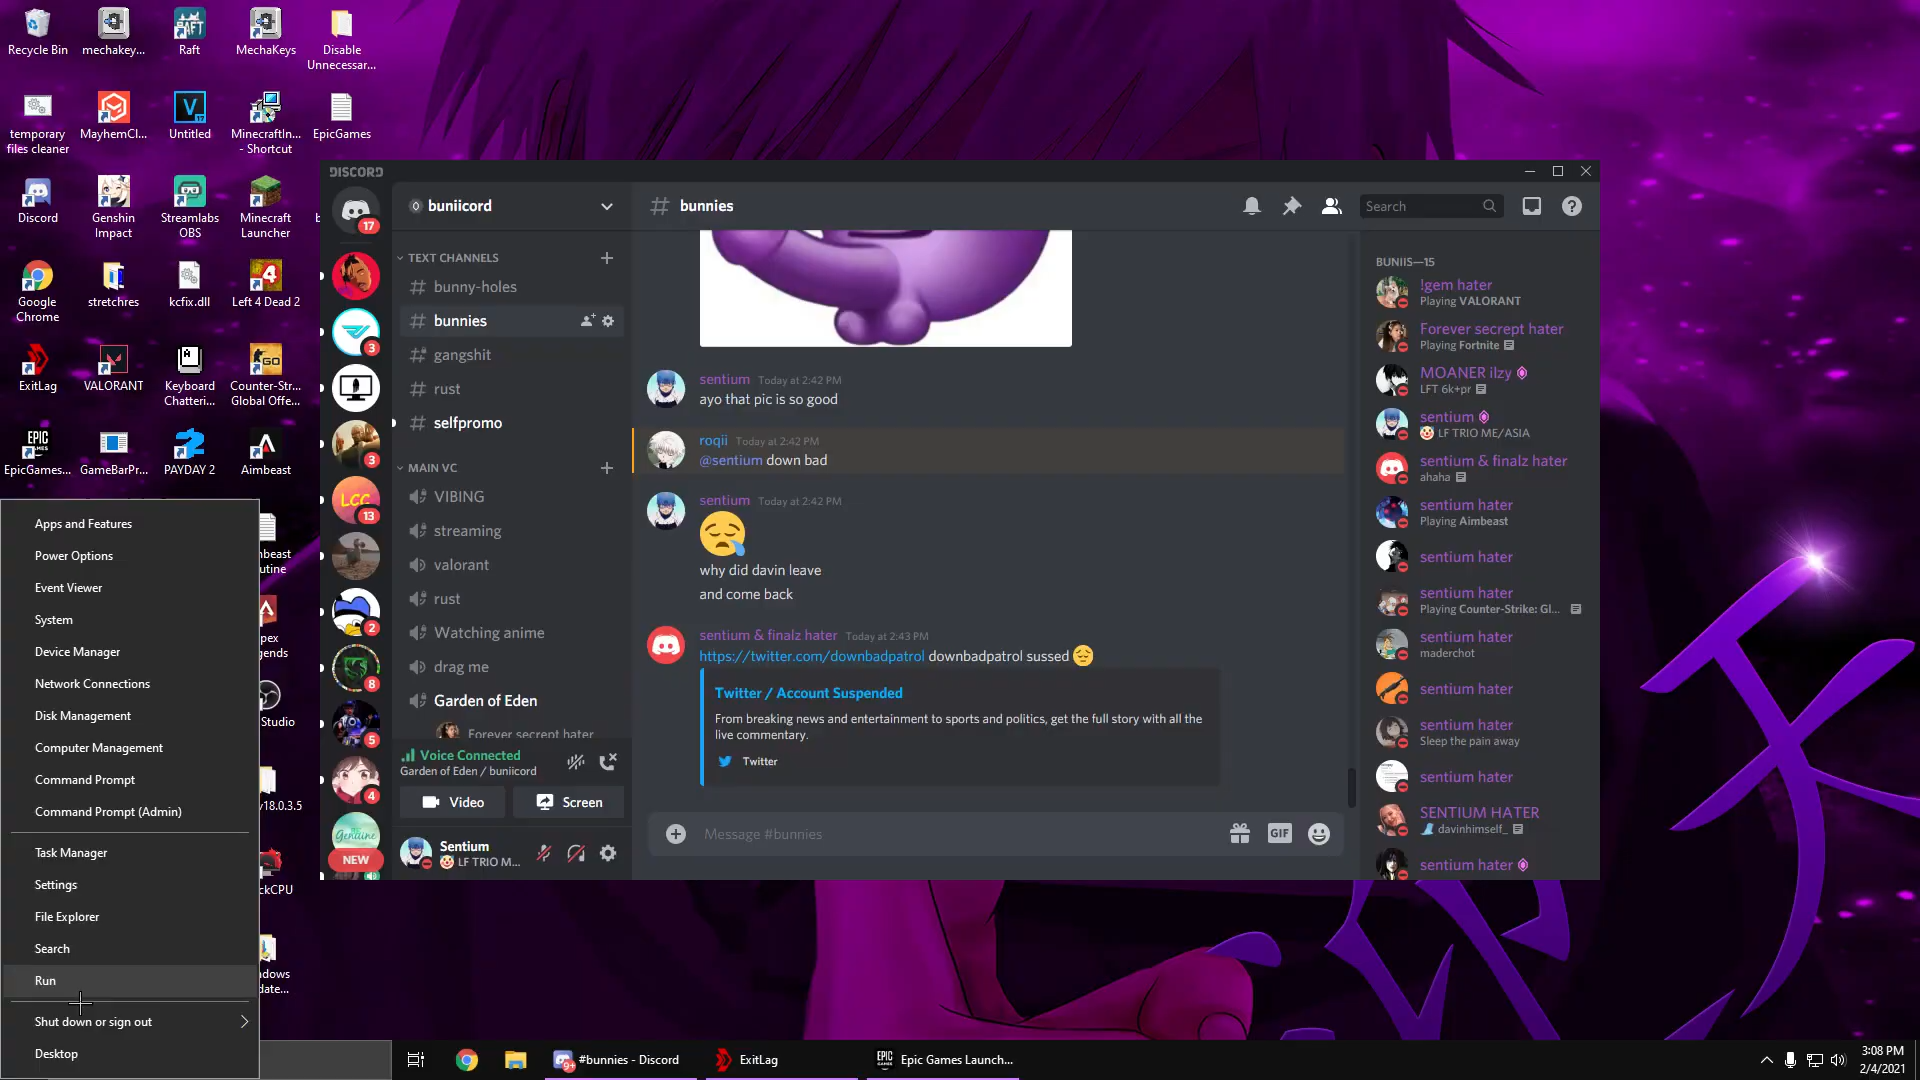 Recycle Bin
mechakey...
Raft
MechaKeys
Disable
Unnecessar...
temporary
files cleaner
MayhemCl...
Untitled
MinecraftIn...
- Shortcut
EpicGames
Discord
Genshin
Impact
Streamlabs
OBS
Minecraft
Launcher
Google
Chrome
stretchres
kcfix.dll
Left 4 Dead 2
ExitLag
VALORANT
Keyboard
Chatteri...
Counter-Str...
Global Offe...
EpicGames...
GameBarPr...
PAYDAY 2
Aimbeast
Apps and Features
Power Options
Event Viewer
System
Device Manager
Network Connections
Disk Management
Computer Management
Command Prompt
Command Prompt (Admin)
Task Manager
Settings
File Explorer
Search
Run
Shut down or sign out
Desktop
DISCORD
17
3
3
LCC
13
2
8
5
4
Genuine
NEW
buniicord
TEXT CHANNELS
bunny-holes
bunnies
gangshit
rust
selfpromo
MAIN VC
VIBING
streaming
valorant
rust
Watching anime
drag me
Garden of Eden
Forever secrept hater
Voice Connected
Garden of Eden / buniicord
Video
Screen
Sentium
LF TRIO M...
# bunnies
Search
sentium Today at 2:42 PM
ayo that pic is so good
roqii Today at 2:42 PM
@sentium down bad
sentium Today at 2:42 PM
why did davin leave
and come back
sentium & finalz hater Today at 2:43 PM
https://twitter.com/downbadpatrol downbadpatrol sussed
Twitter / Account Suspended
From breaking news and entertainment to sports and politics, get the full story with all the
live commentary.
Twitter
Message #bunnies
GIF
BUNIIS—15
!gem hater
Playing VALORANT
Forever secrept hater
Playing Fortnite
MOANER ilzy
LFT 6k+pr
sentium
LF TRIO ME/ASIA
sentium & finalz hater
ahaha
sentium hater
Playing Aimbeast
sentium hater
sentium hater
Playing Counter-Strike: Gl...
sentium hater
maderchot
sentium hater
sentium hater
Sleep the pain away
sentium hater
SENTIUM HATER
davinhimself_
sentium hater
#bunnies - Discord
ExitLag
Epic Games Launch...
3:08 PM
2/4/2021